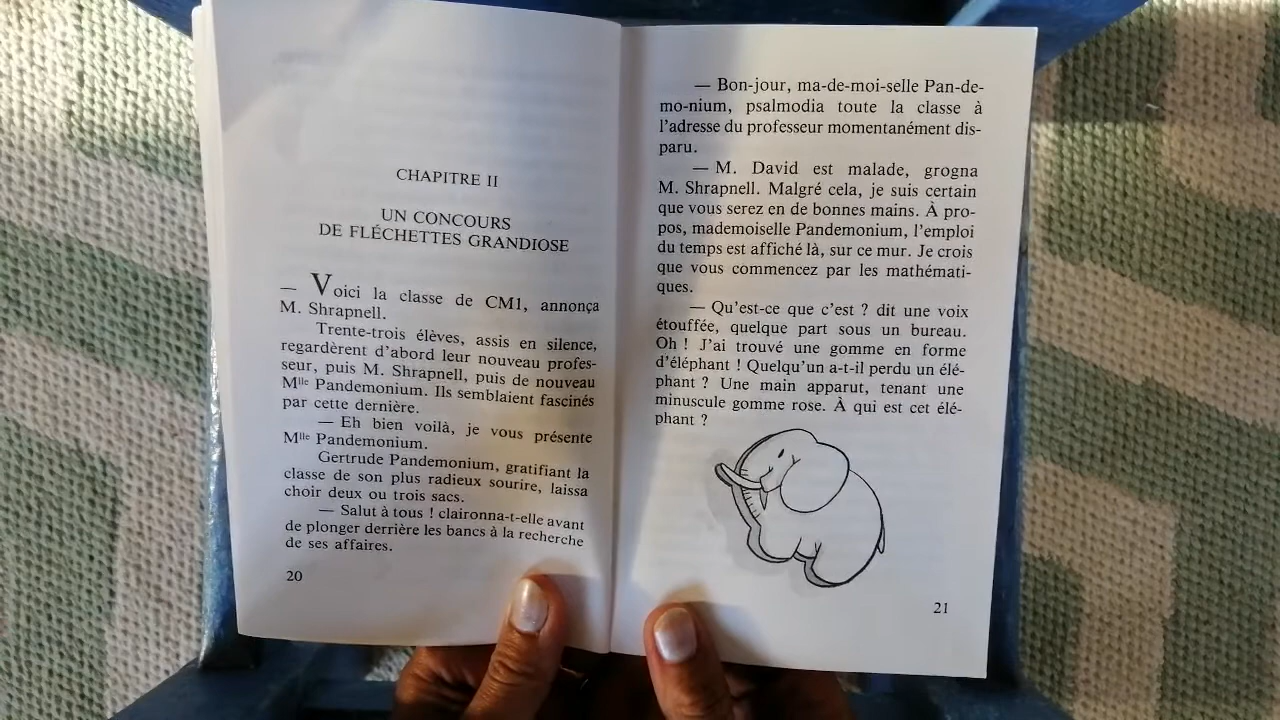 CHAPITRE II
UN CONCOURS
DE FLÉCHETTES GRANDIOSE
— Voici la classe de CM1, annonça
M. Shrapnell.
Trente-trois élèves, assis en silence,
regardèrent d'abord leur nouveau profes-
seur, puis M. Shrapnell, puis de nouveau
Mlle Pandemonium. Ils semblaient fascinés
par cette dernière.
— Eh bien voilà, je vous présente
Mlle Pandemonium.
Gertrude Pandemonium, gratifiant la
classe de son plus radieux sourire, laissa
choir deux ou trois sacs.
— Salut à tous ! claironna-t-elle avant
de plonger derrière les bancs à la recherche
de ses affaires.
20
— Bon-jour, ma-de-moi-selle Pan-de-
mo-nium, psalmodia toute la classe à
l'adresse du professeur momentanément dis-
paru.
— M. David est malade, grogna
M. Shrapnell. Malgré cela, je suis certain
que vous serez en de bonnes mains. À pro-
pos, mademoiselle Pandemonium, l'emploi
du temps est affiché là, sur ce mur. Je crois
que vous commencez par les mathémati-
ques.
— Qu'est-ce que c'est ? dit une voix
étouffée, quelque part sous un bureau.
Oh ! J'ai trouvé une gomme en forme
d'éléphant ! Quelqu'un a-t-il perdu un élé-
phant ? Une main apparut, tenant une
minuscule gomme rose. À qui est cet élé-
phant ?
21